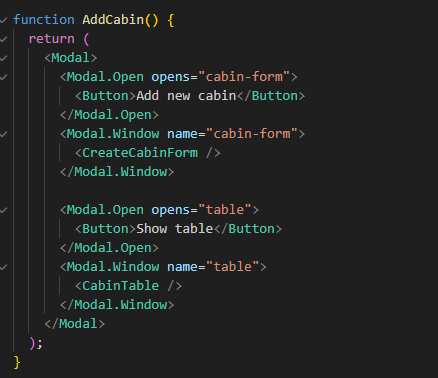 function AddCabin() {
  return (
    <Modal>
      <Modal.Open opens="cabin-form">
        <Button>Add new cabin</Button>
      </Modal.Open>
      <Modal.Window name="cabin-form">
        <CreateCabinForm />
      </Modal.Window>

      <Modal.Open opens="table">
        <Button>Show table</Button>
      </Modal.Open>
      <Modal.Window name="table">
        <CabinTable />
      </Modal.Window>
    </Modal>
  );
}